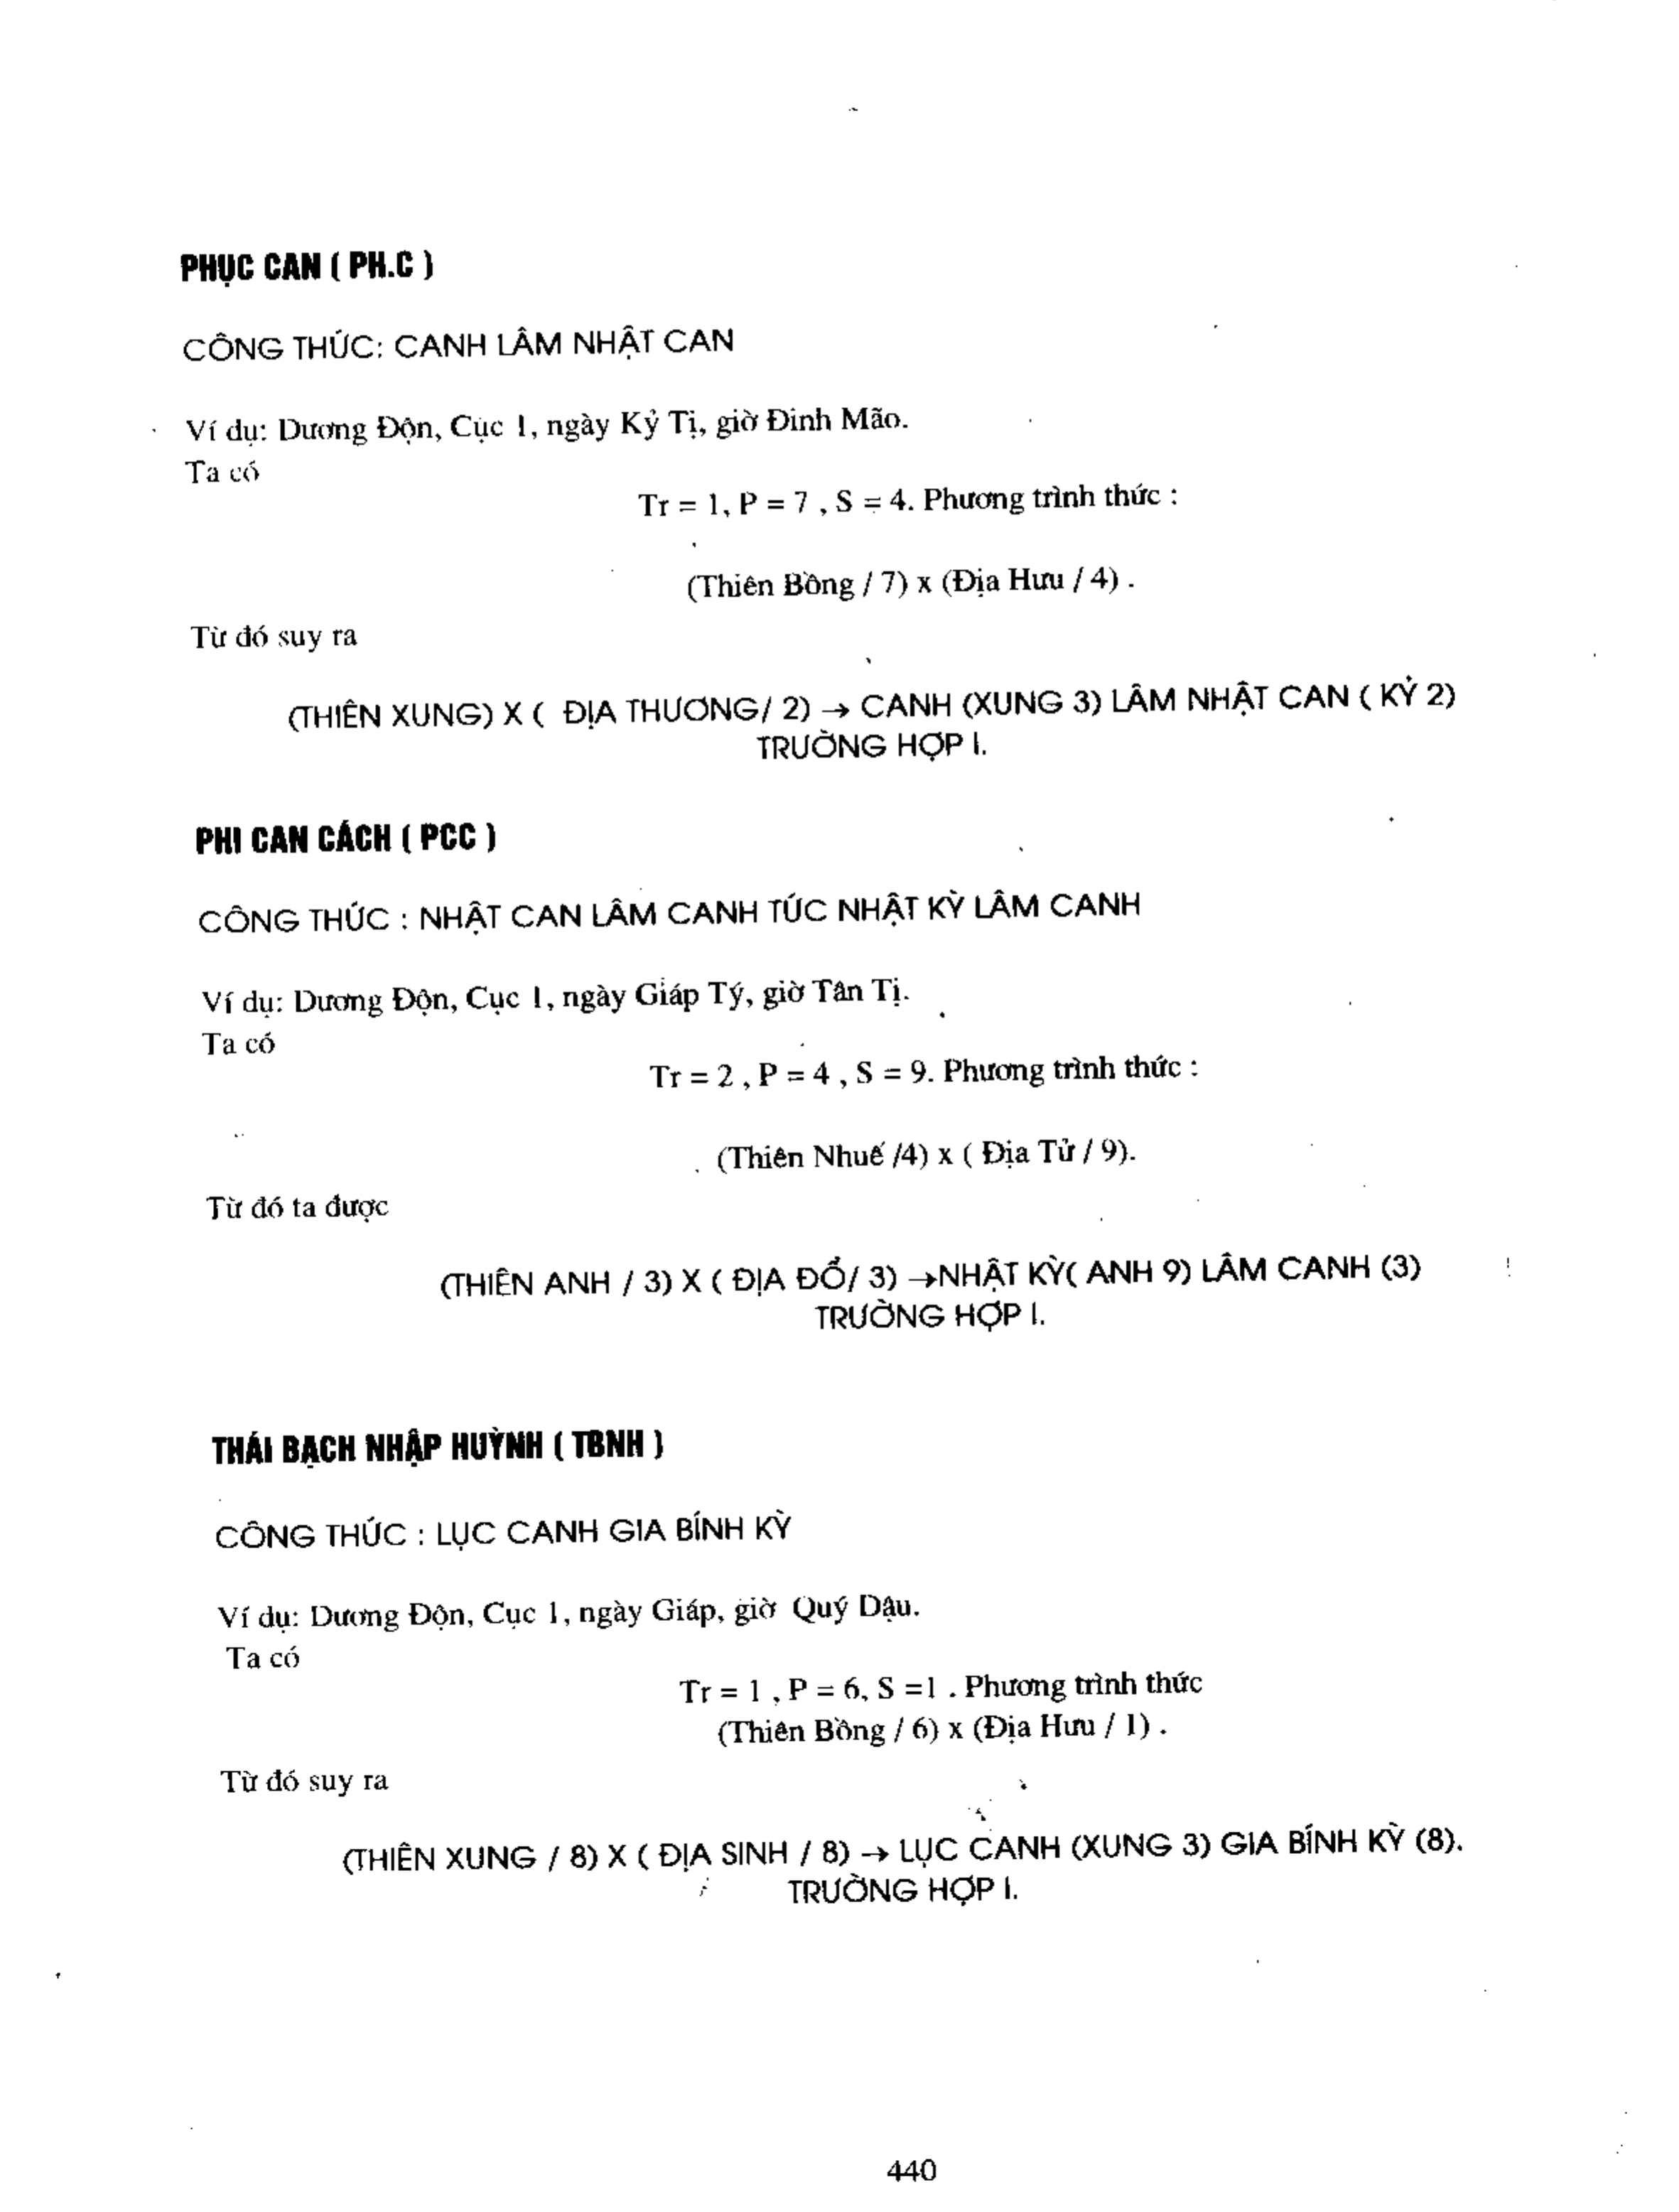 PHỤC CAN ( PH.C )
CÔNG THỨC: CANH LÂM NHẬT CAN
Ví dụ: Dương Độn, Cục 1, ngày Kỷ Tị, giờ Đinh Mão.
Ta có
Tr = 1, P = 7 , S = 4. Phương trình thức :
(Thiên Bồng / 7) x (Địa Hưu / 4) .
Từ đó suy ra
(THIÊN XUNG) X ( ĐỊA THƯƠNG/ 2) → CANH (XUNG 3) LÂM NHẬT CAN ( KỶ 2)
TRƯỜNG HỢP I.
PHI CAN CÁCH ( PCC )
CÔNG THỨC : NHẬT CAN LÂM CANH TỨC NHẬT KỲ LÂM CANH
Ví dụ: Dương Độn, Cục 1, ngày Giáp Tý, giờ Tân Tị.
Ta có
Tr = 2 , P = 4 , S = 9. Phương trình thức :
(Thiên Nhuế /4) x ( Địa Tử / 9).
Từ đó ta được
(THIÊN ANH / 3) X ( ĐỊA ĐỔ/ 3) →NHẬT KỲ( ANH 9) LÂM CANH (3)
TRƯỜNG HỢP I.
THÁI BẠCH NHẬP HUỲNH ( TBNH )
CÔNG THỨC : LỤC CANH GIA BÍNH KỲ
Ví dụ: Dương Độn, Cục 1, ngày Giáp, giờ Quý Dậu.
Ta có
Tr = 1 , P = 6, S =1 . Phương trình thức
(Thiên Bồng / 6) x (Địa Hưu / 1) .
Từ đó suy ra
(THIÊN XUNG / 8) X ( ĐỊA SINH / 8) → LỤC CANH (XUNG 3) GIA BÍNH KỲ (8).
TRƯỜNG HỢP I.
440